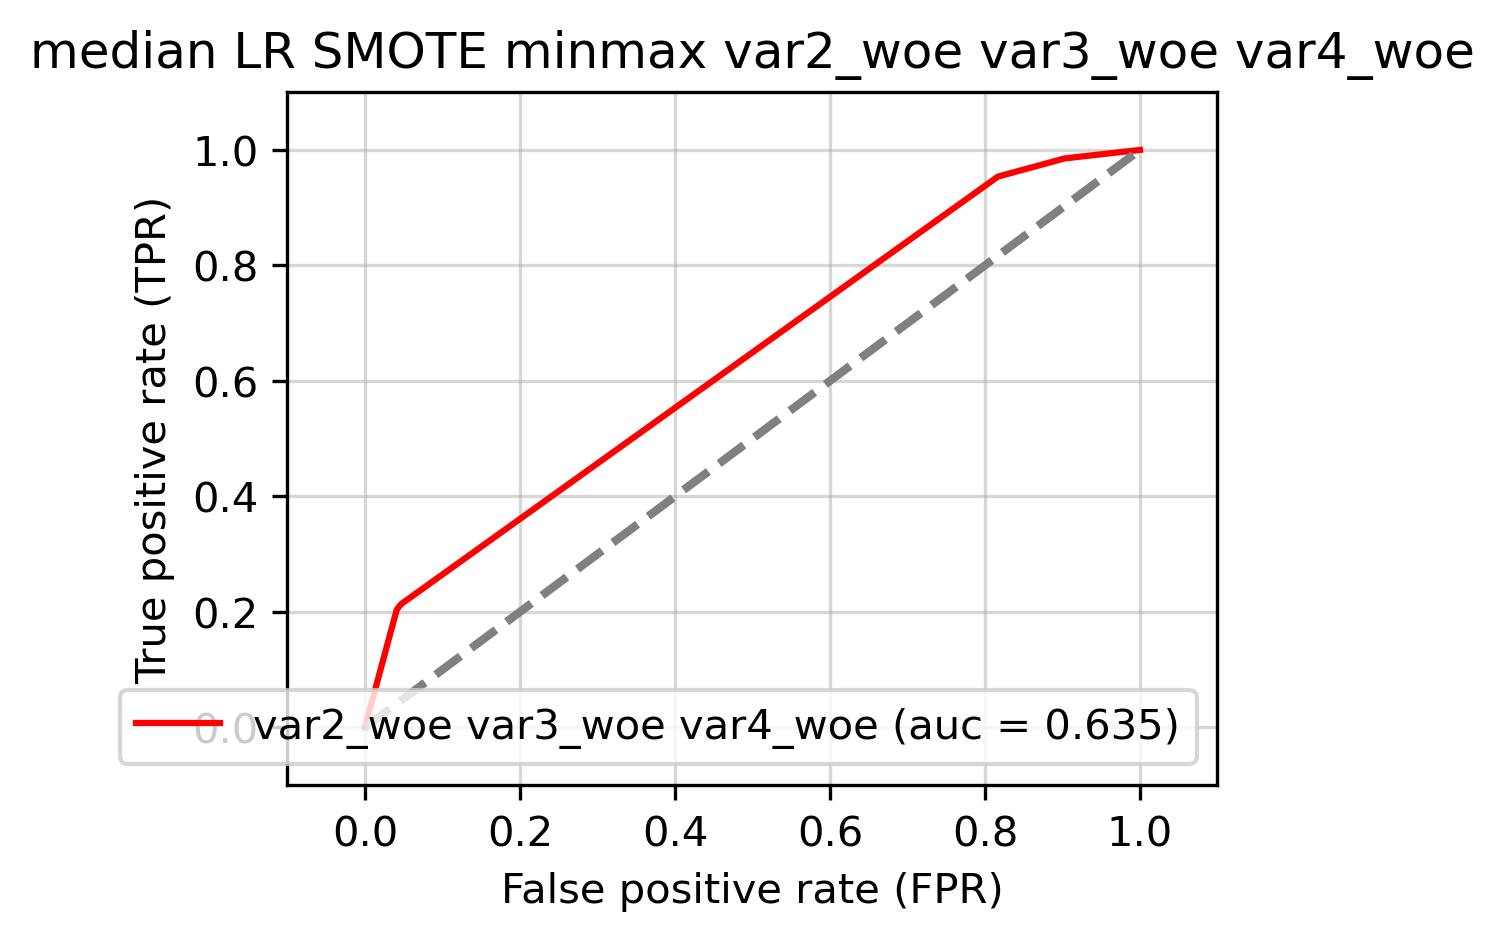 median LR SMOTE minmax var2_woe var3_woe var4_woe
True positive rate (TPR)
1.0
0.8
0.6
0.4
0.2
0.0
var2_woe var3_woe var4_woe (auc = 0.635)
0.0 0.2 0.4 0.6 0.8 1.0
False positive rate (FPR)